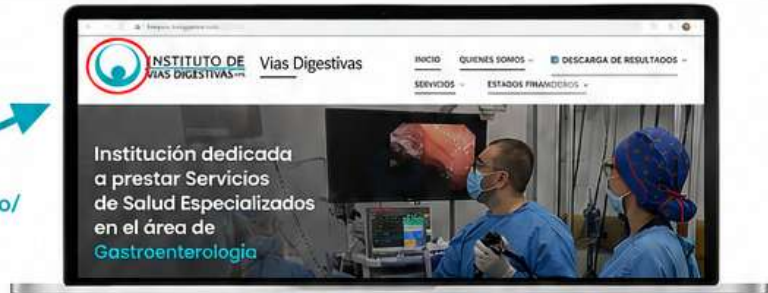 INSTITUTO DE
VIAS DIGESTIVAS
Vias Digestivas
INICIO
QUIENES SOMOS
DESCARGA DE RESULTADOS
SERVICIOS
ESTADOS FINANCIEROS
o/
Institución dedicada
a prestar Servicios
de Salud Especializados
en el área de
Gastroenterologia